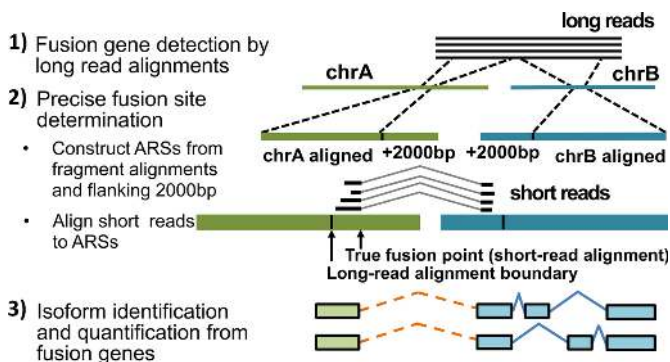 long reads
1) Fusion gene detection by
long read alignments
chrA
chrB
2) Precise fusion site
determination
chrA aligned +2000bp +2000bp chrB aligned
• Construct ARSs from
fragment alignments
and flanking 2000bp
short reads
• Align short reads
to ARSs
True fusion point (short-read alignment)
Long-read alignment boundary
3) Isoform identification
and quantification from
fusion genes